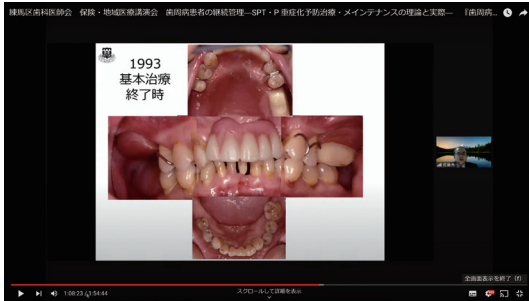 練馬区歯科医師会　保険・地域医療講演会　歯周病患者の継続管理―SPT・P重症化予防治療・メインテナンスの理論と実際―　『歯周病...
1993
基本治療
終了時
全画面表示を終了 (f)
1:08:23 / 1:54:44
スクロールして詳細を表示